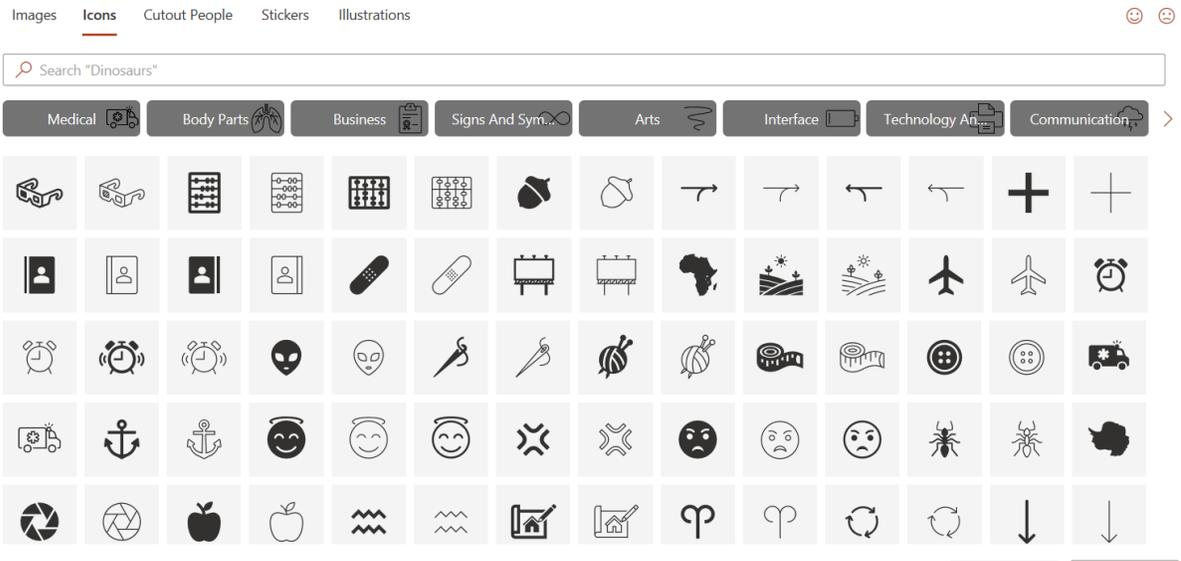 Images Icons Cutout People Stickers Illustrations
Search "Dinosaurs"
Medical Body Parts Business Signs And Sym... Arts Interface Technology An... Communication